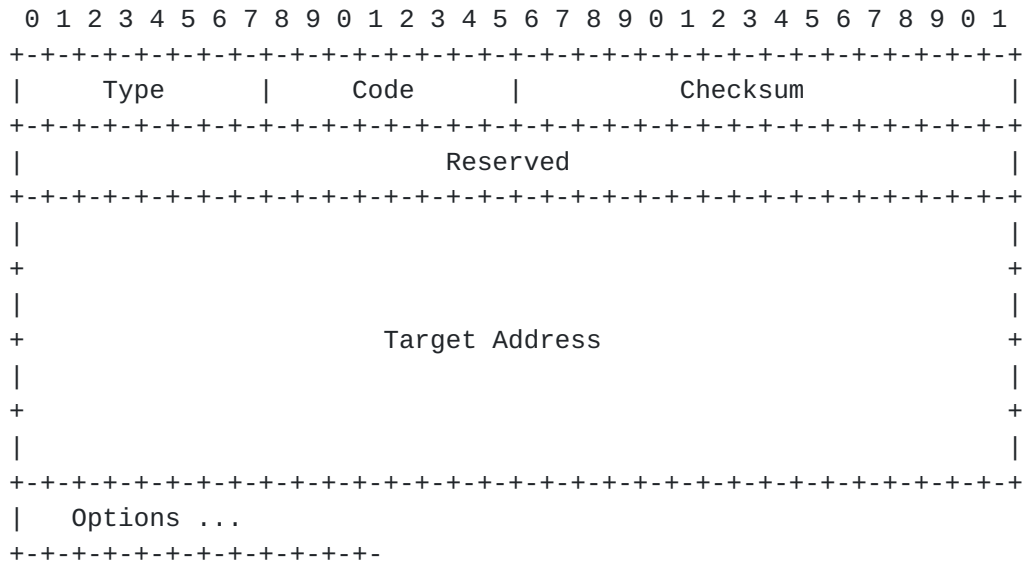 0 1 2 3 4 5 6 7 8 9 0 1 2 3 4 5 6 7 8 9 0 1 2 3 4 5 6 7 8 9 0 1
+-+-+-+-+-+-+-+-+-+-+-+-+-+-+-+-+-+-+-+-+-+-+-+-+-+-+-+-+-+-+-+-+
|     Type      |     Code      |          Checksum             |
+-+-+-+-+-+-+-+-+-+-+-+-+-+-+-+-+-+-+-+-+-+-+-+-+-+-+-+-+-+-+-+-+
|                           Reserved                            |
+-+-+-+-+-+-+-+-+-+-+-+-+-+-+-+-+-+-+-+-+-+-+-+-+-+-+-+-+-+-+-+-+
|                                                               |
+                                                               +
|                                                               |
+                       Target Address                          +
|                                                               |
+                                                               +
|                                                               |
+-+-+-+-+-+-+-+-+-+-+-+-+-+-+-+-+-+-+-+-+-+-+-+-+-+-+-+-+-+-+-+-+
|   Options ...
+-+-+-+-+-+-+-+-+-+-+-+-